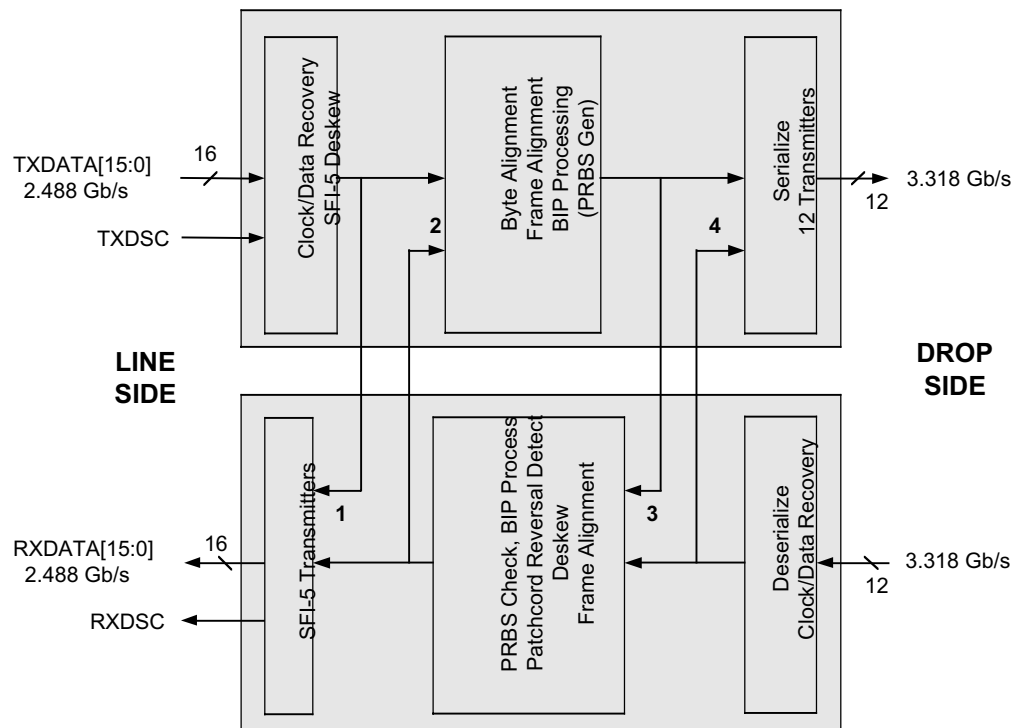 TXDATA[15:0]
2.488 Gb/s
16
TXDSC
Clock/Data Recovery
SFI-5 Deskew
2
Byte Alignment
Frame Alignment
BIP Processing
(PRBS Gen)
4
Serialize
12 Transmitters
12
3.318 Gb/s
LINE
SIDE
DROP
SIDE
RXDATA[15:0]
2.488 Gb/s
16
RXDSC
SFI-5 Transmitters
1
PRBS Check, BIP Process
Patchcord Reversal Detect
Deskew
Frame Alignment
3
Deserialize
Clock/Data Recovery
12
3.318 Gb/s